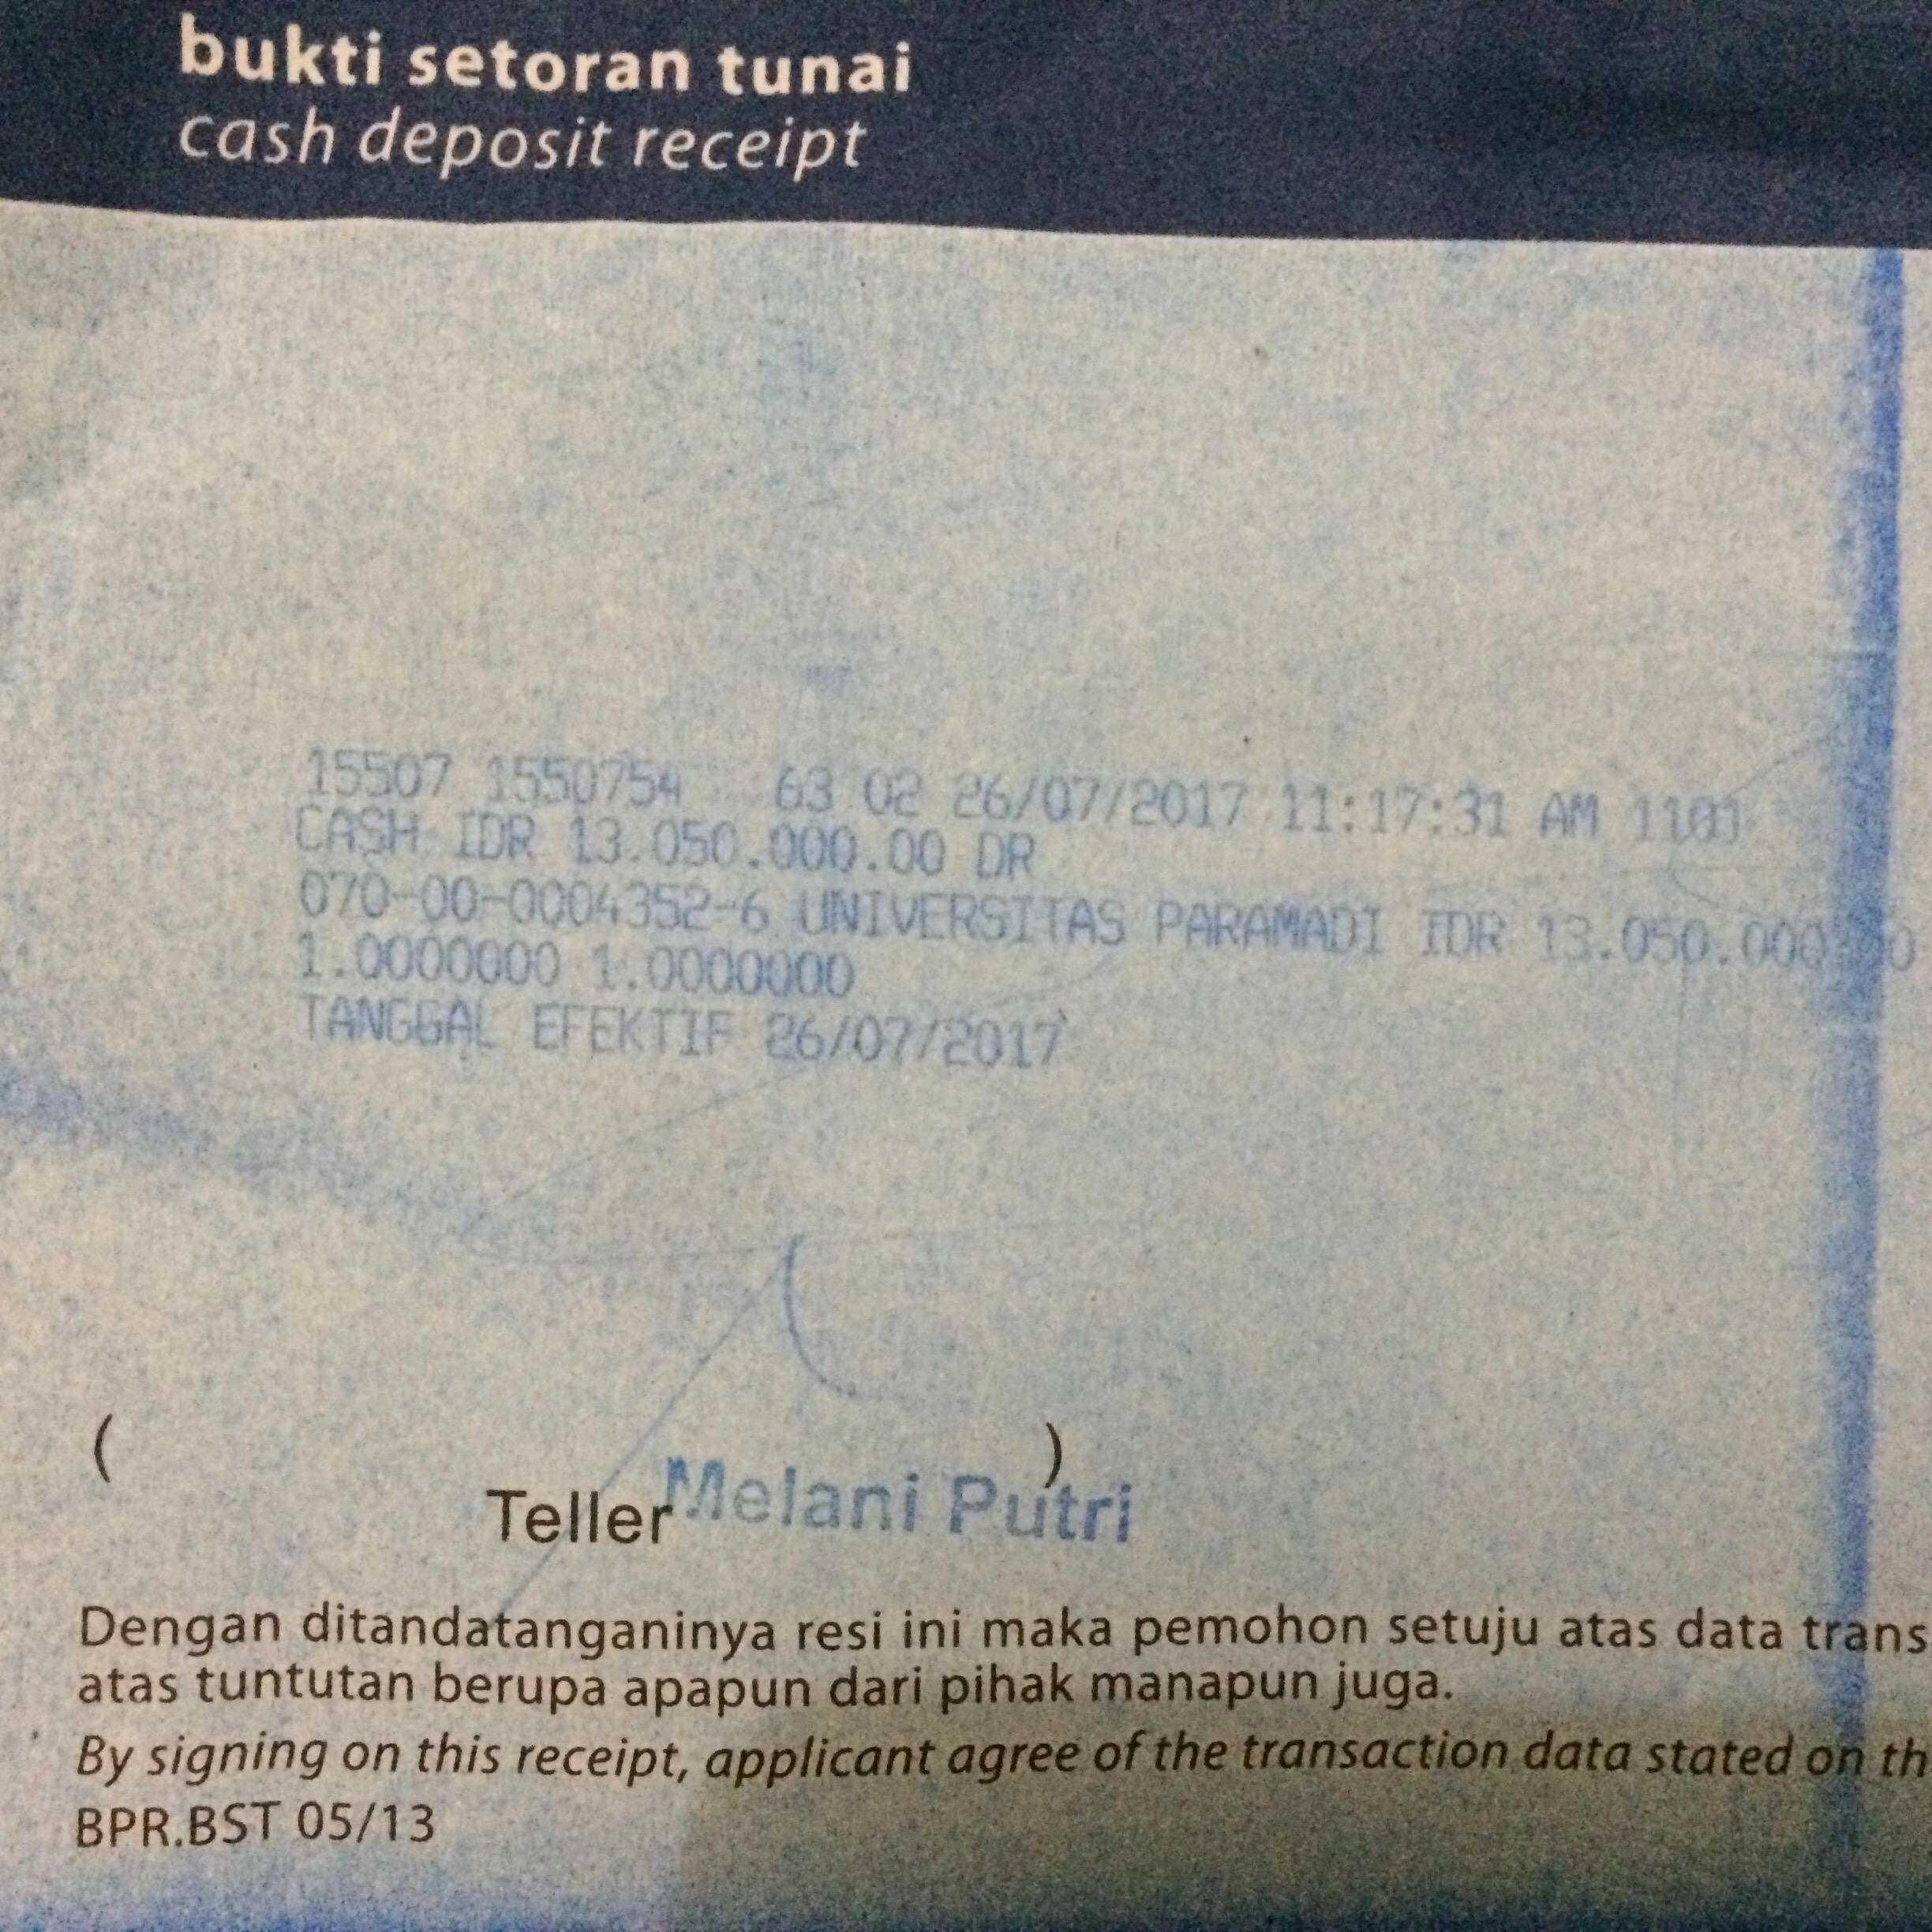 bukti setoran tunai
cash deposit receipt
15507 1550754 63 02 26/07/2017 11:17:31 AM 1101
CASH IDR 13.050.000.00 DR
070-00-0004352-6 UNIVERSITAS PARAMADI IDR 13.050.000.00
1.0000000 1.0000000
TANGGAL EFEKTIF 26/07/2017
( )
Teller Melani Putri
Dengan ditandatanganinya resi ini maka pemohon setuju atas data trans
atas tuntutan berupa apapun dari pihak manapun juga.
By signing on this receipt, applicant agree of the transaction data stated on th
BPR.BST 05/13